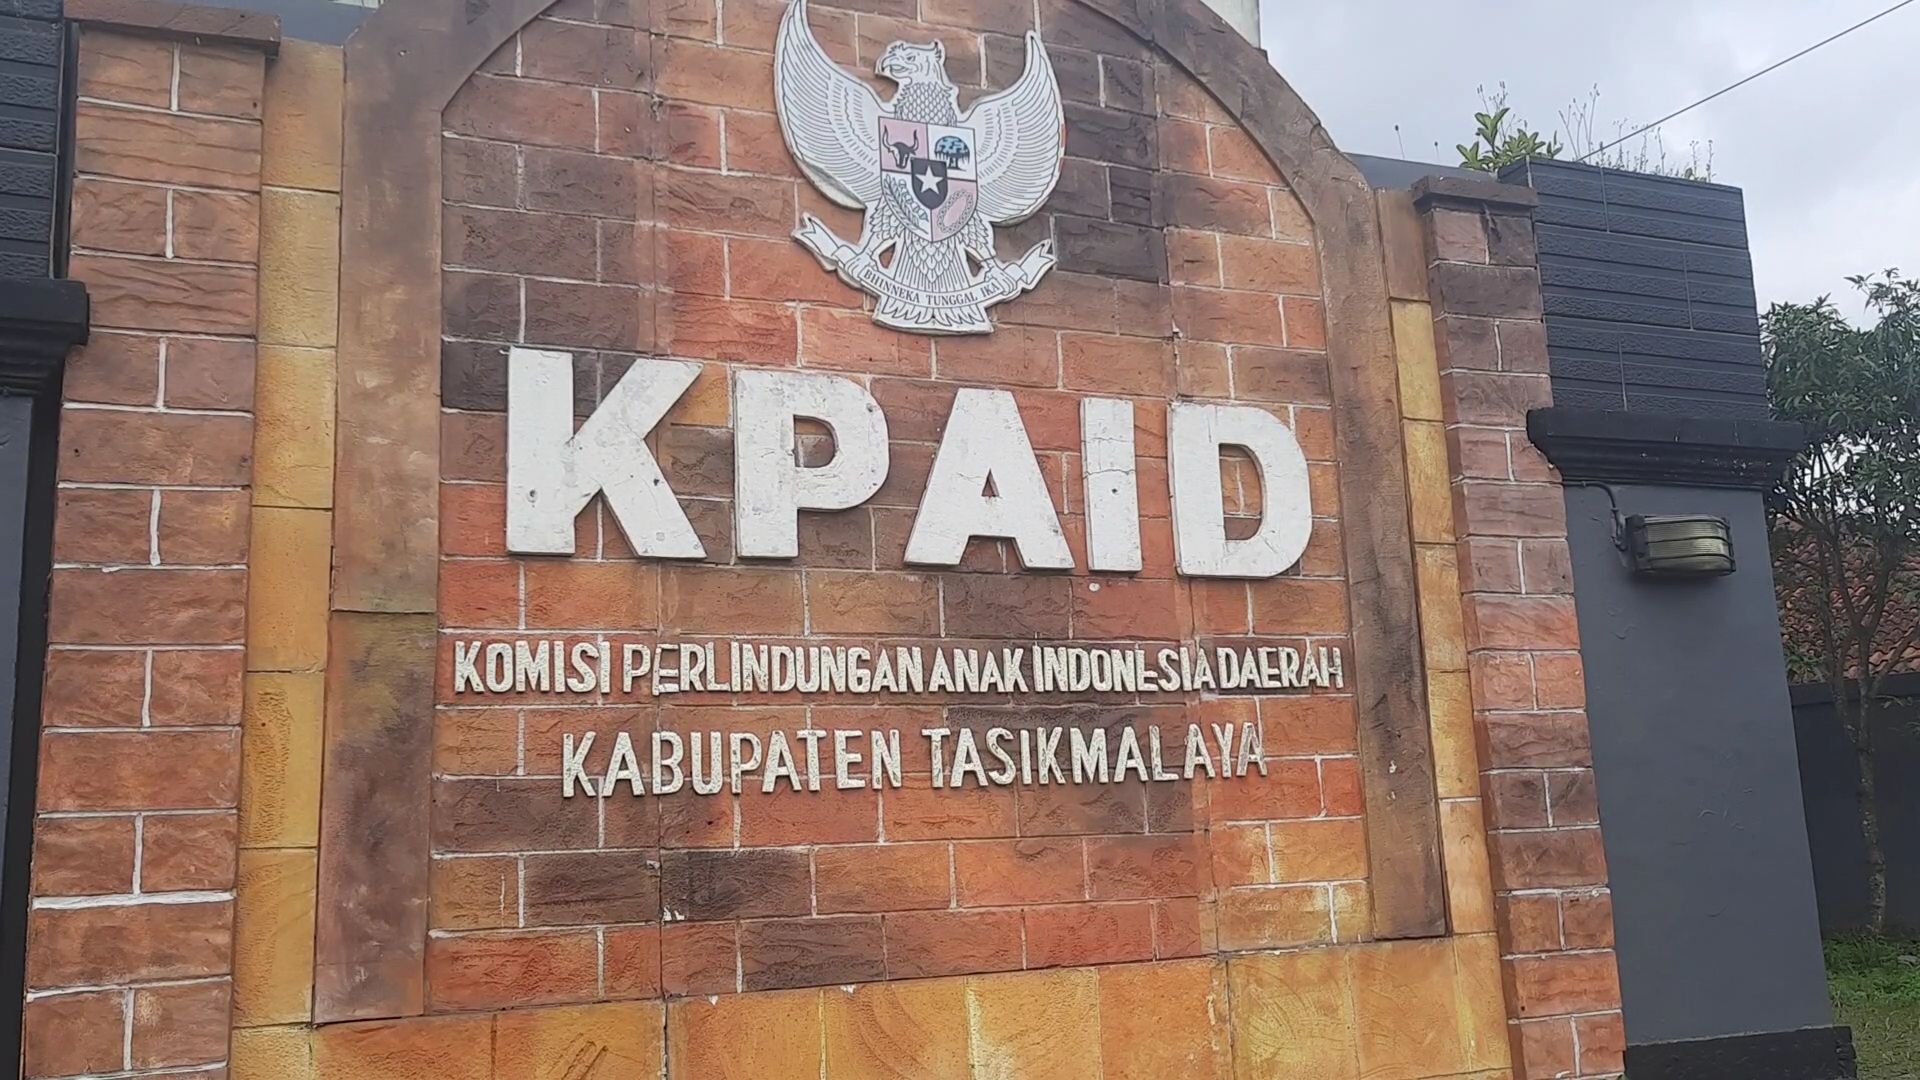 BHINNEKA TUNGGAL IKA
KPAID
KOMISI PERLINDUNGAN ANAK INDONESIA DAERAH
KABUPATEN TASIKMALAYA